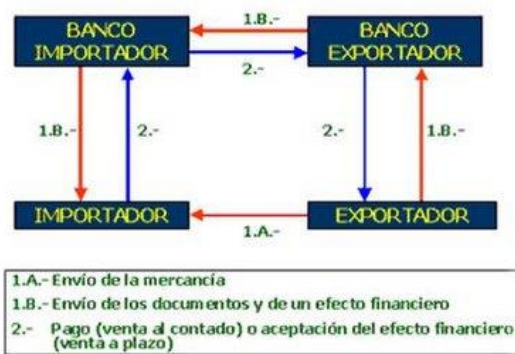 1.B.-
BANCO
IMPORTADOR
BANCO
EXPORTADOR
2.-
1.B.-
2.-
2.-
1.B.-
IMPORTADOR
EXPORTADOR
1.A.-
1.A.- Envío de la mercancía
1.B.- Envío de los documentos y de un efecto financiero
2.- Pago (venta al contado) o aceptación del efecto financiero
(venta a plazo)